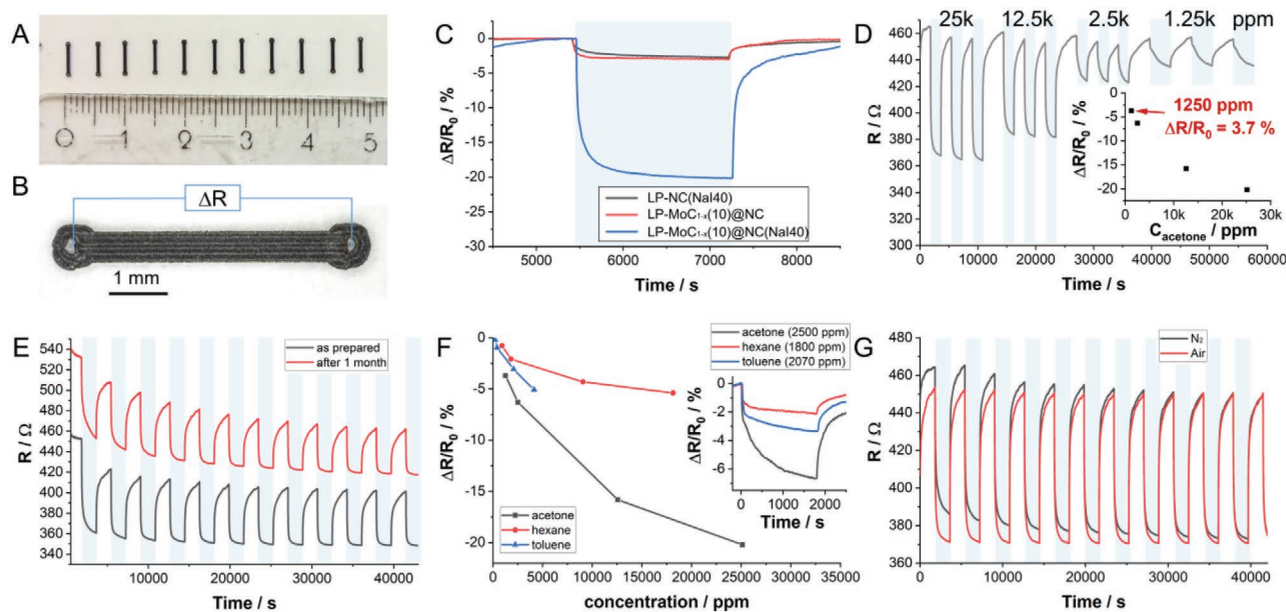 A
0 1 2 3 4 5
B
ΔR
1 mm
C
ΔR/R₀ / %
0
-5
-10
-15
-20
-25
-30
LP-NC(NaI40)
LP-MoC₁₋ₓ(10)@NC
LP-MoC₁₋ₓ(10)@NC(NaI40)
5000 6000 7000 8000
Time / s
D
25k 12.5k 2.5k 1.25k ppm
R / Ω
460
440
420
400
380
360
340
320
300
ΔR/R₀ / %
0
-5
-10
-15
-20
1250 ppm
ΔR/R₀ = 3.7 %
0 10k 20k 30k
Cacetone / ppm
0 10000 20000 30000 40000 50000 60000
Time / s
E
R / Ω
540
520
500
480
460
440
420
400
380
360
340
as prepared
after 1 month
10000 20000 30000 40000
Time / s
F
ΔR/R₀ / %
0
-5
-10
-15
-20
acetone
hexane
toluene
acetone (2500 ppm)
hexane (1800 ppm)
toluene (2070 ppm)
ΔR/R₀ / %
0
-2
-4
-6
0 2000
Time / s
0 5000 10000 15000 20000 25000 30000 35000
concentration / ppm
G
R / Ω
480
460
440
420
400
380
360
N₂
Air
0 10000 20000 30000 40000
Time / s